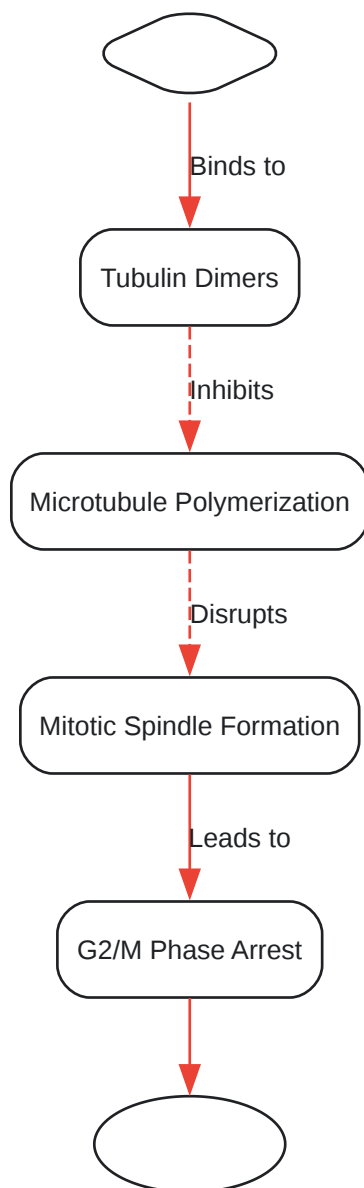 Binds to
Tubulin Dimers
Inhibits
Microtubule Polymerization
Disrupts
Mitotic Spindle Formation
Leads to
G2/M Phase Arrest